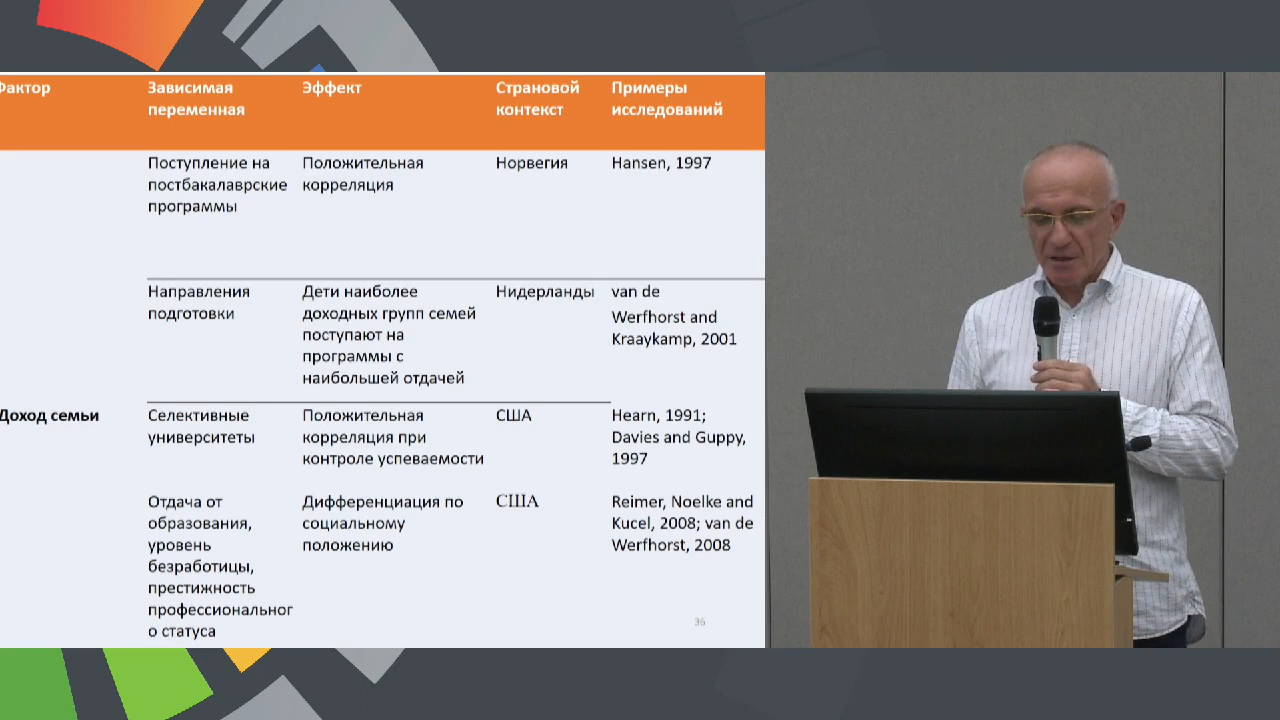 Фактор
Зависимая переменная
Эффект
Страновой контекст
Примеры исследований
Поступление на
постбакалаврские
программы
Положительная
корреляция
Норвегия
Hansen, 1997
Направления
подготовки
Дети наиболее
доходных групп семей
поступают на
программы с
наибольшей отдачей
Нидерланды
van de
Werfhorst and
Kraaykamp, 2001
Доход семьи
Селективные
университеты
Положительная
корреляция при
контроле успеваемости
США
Hearn, 1991;
Davies and Guppy,
1997
Отдача от
образования,
уровень
безработицы,
престижность
профессиональног
о статуса
Дифференциация по
социальному
положению
США
Reimer, Noelke and
Kucel, 2008; van de
Werfhorst, 2008
36